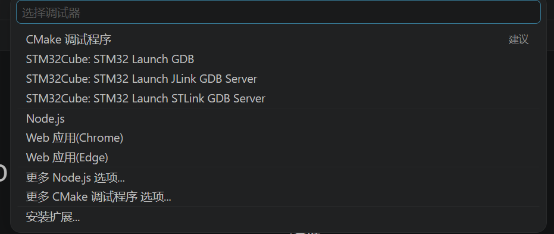 选择调试器
CMake 调试程序
建议
STM32Cube: STM32 Launch GDB
STM32Cube: STM32 Launch JLink GDB Server
STM32Cube: STM32 Launch STLink GDB Server
Node.js
Web 应用(Chrome)
Web 应用(Edge)
更多 Node.js 选项...
更多 CMake 调试程序 选项...
安装扩展...